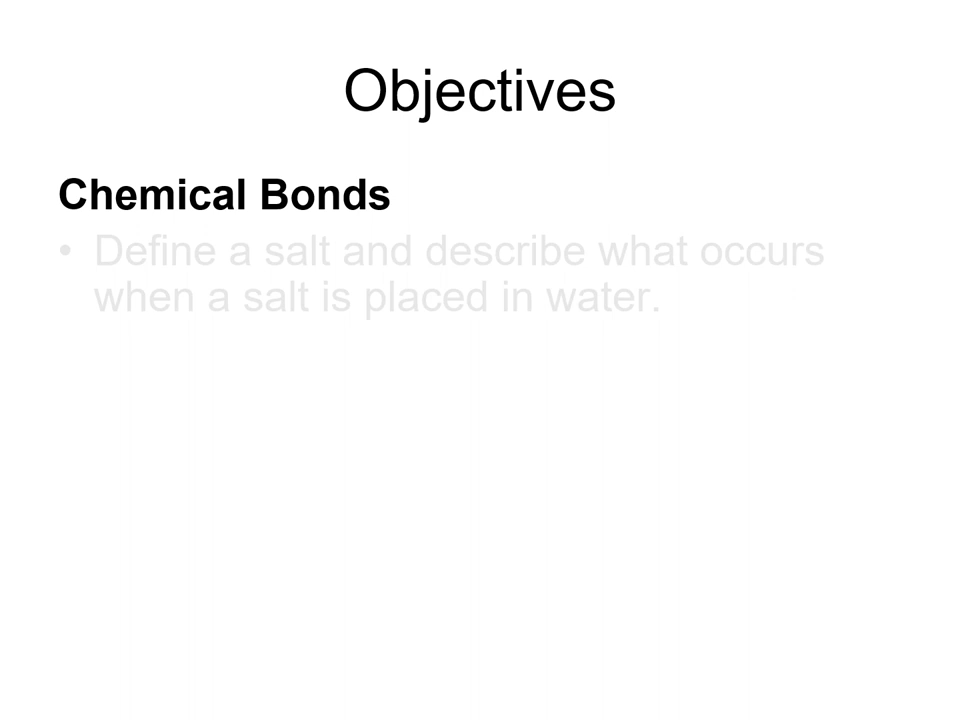 Objectives
Chemical Bonds
• Define a salt and describe what occurs
when a salt is placed in water.